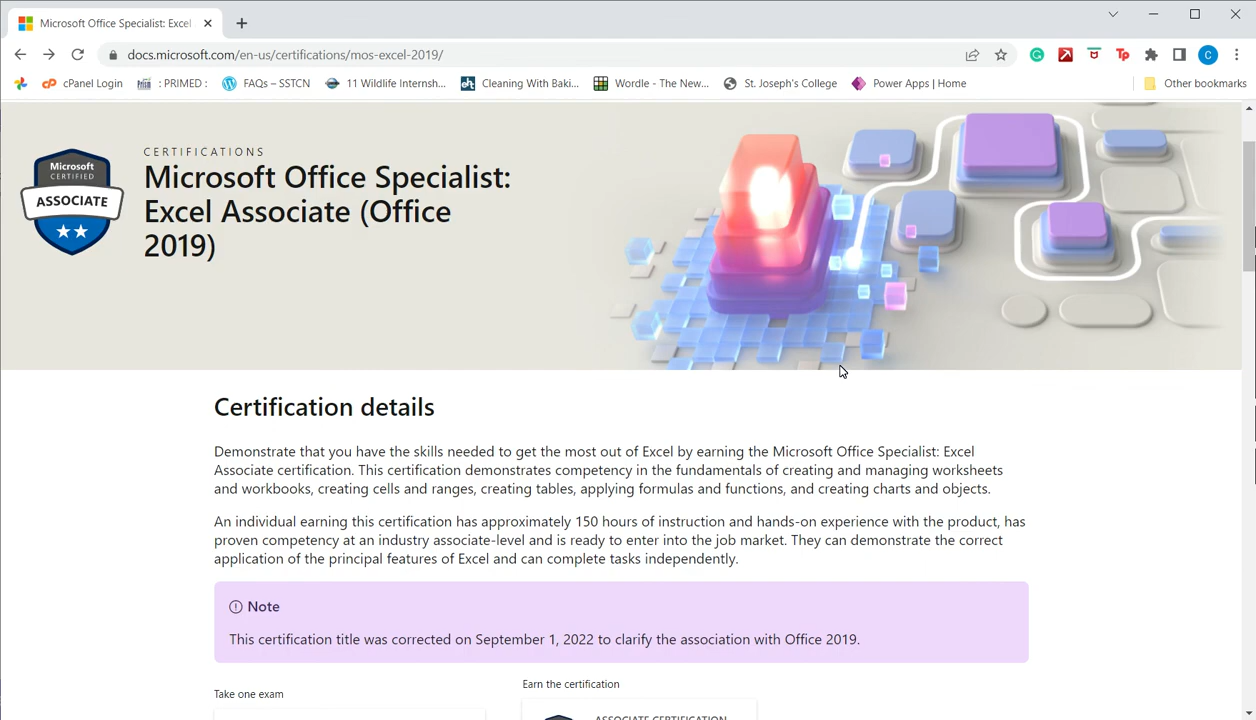 Microsoft Office Specialist: Excel
docs.microsoft.com/en-us/certifications/mos-excel-2019/
C
cPanel Login
: PRIMED :
FAQs – SSTCN
11 Wildlife Internsh...
Cleaning With Baki...
Wordle - The New...
St. Joseph's College
Power Apps | Home
Other bookmarks
Microsoft
CERTIFIED
ASSOCIATE
CERTIFICATIONS
Microsoft Office Specialist:
Excel Associate (Office
2019)
Certification details
Demonstrate that you have the skills needed to get the most out of Excel by earning the Microsoft Office Specialist: Excel
Associate certification. This certification demonstrates competency in the fundamentals of creating and managing worksheets
and workbooks, creating cells and ranges, creating tables, applying formulas and functions, and creating charts and objects.
An individual earning this certification has approximately 150 hours of instruction and hands-on experience with the product, has
proven competency at an industry associate-level and is ready to enter into the job market. They can demonstrate the correct
application of the principal features of Excel and can complete tasks independently.
Note
This certification title was corrected on September 1, 2022 to clarify the association with Office 2019.
Take one exam
Earn the certification
ASSOCIATE CERTIFICATION